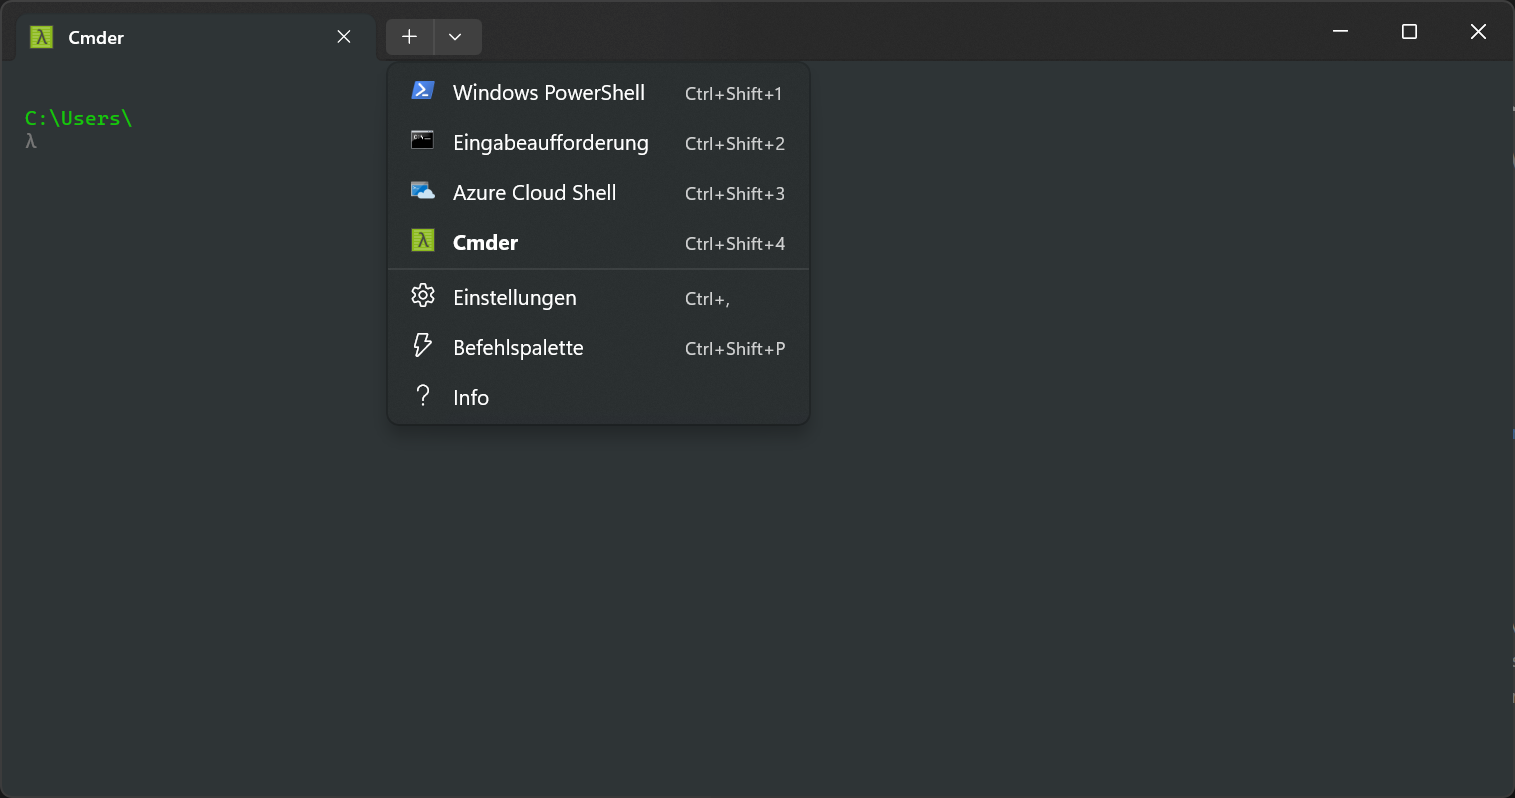 Cmder
Windows PowerShell Ctrl+Shift+1
C:\Users\
λ
Eingabeaufforderung Ctrl+Shift+2
Azure Cloud Shell Ctrl+Shift+3
Cmder Ctrl+Shift+4
Einstellungen Ctrl+,
Befehlspalette Ctrl+Shift+P
Info